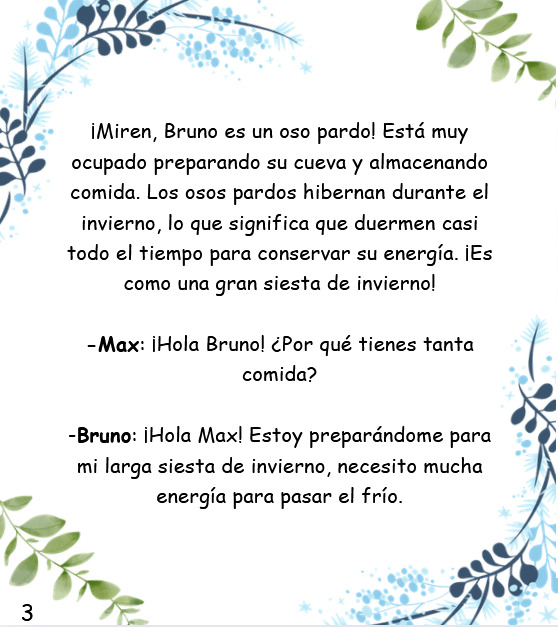 ¡Miren, Bruno es un oso pardo! Está muy
ocupado preparando su cueva y almacenando
comida. Los osos pardos hibernan durante el
invierno, lo que significa que duermen casi
todo el tiempo para conservar su energía. ¡Es
como una gran siesta de invierno!
-Max: ¡Hola Bruno! ¿Por qué tienes tanta
comida?
-Bruno: ¡Hola Max! Estoy preparándome para
mi larga siesta de invierno, necesito mucha
energía para pasar el frío.
3